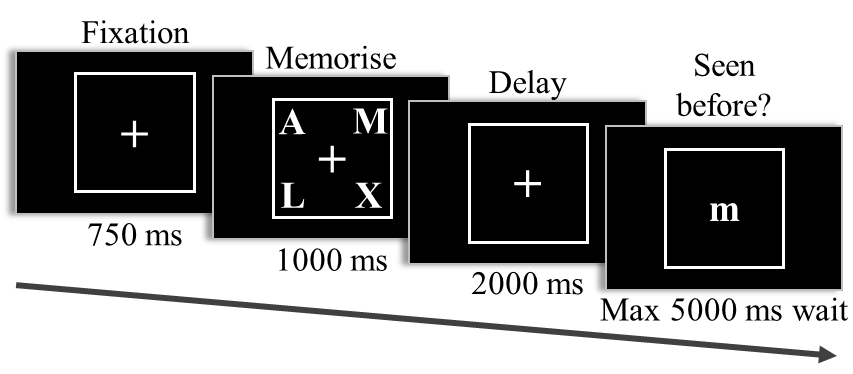 Fixation
+
750 ms
Memorise
A M
+
L X
1000 ms
Delay
+
2000 ms
Seen
before?
m
Max 5000 ms wait